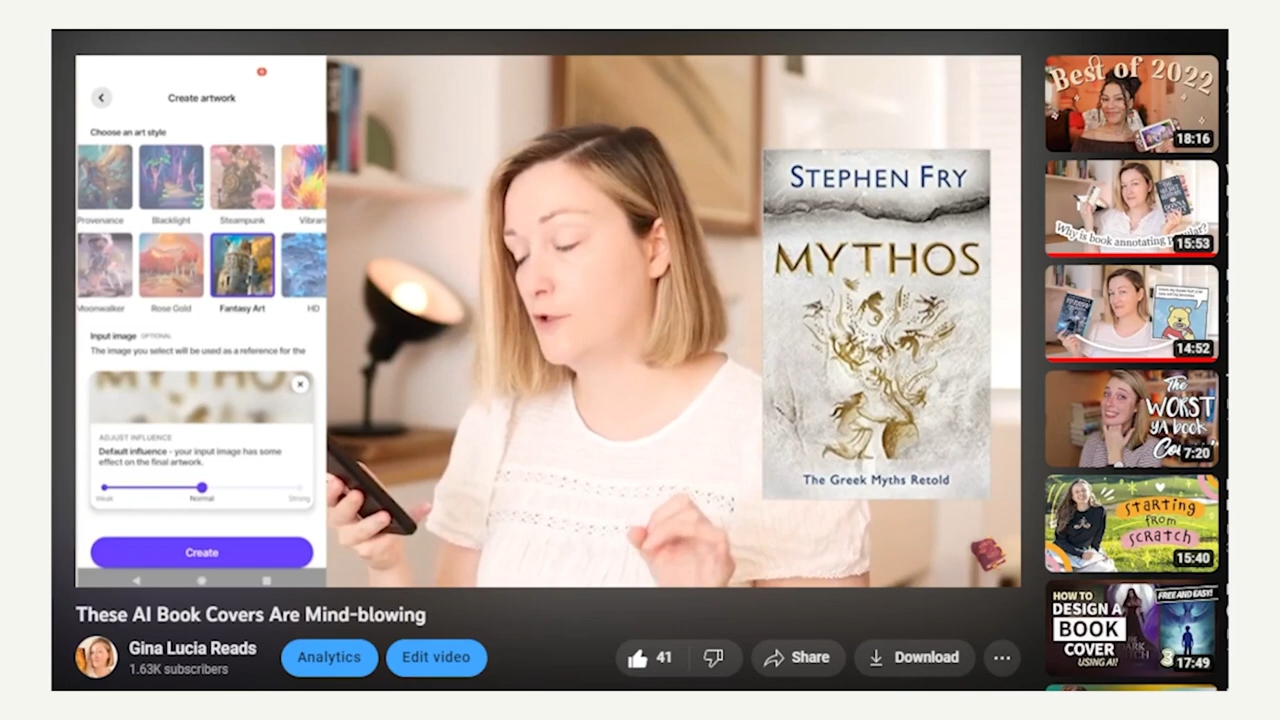 Create artwork
Choose an art style
Provenance
Blacklight
Steampunk
Vibran
Moonwalker
Rose Gold
Fantasy Art
HD
Input image OPTIONAL
The image you select will be used as a reference for the
MYTHOS
ADJUST INFLUENCE
Default influence - your input image has some
effect on the final artwork.
Weak
Normal
Strong
Create
STEPHEN FRY
MYTHOS
The Greek Myths Retold
These AI Book Covers Are Mind-blowing
Gina Lucia Reads
1.63K subscribers
Analytics
Edit video
41
Share
Download
Best of 2022
18:16
Why is book annotating
15:53
14:52
The
WORST
YA book
7:20
starting
from
scratch
15:40
HOW TO
DESIGN A
BOOK
COVER
USING AI!
FREE AND EASY!
17:49